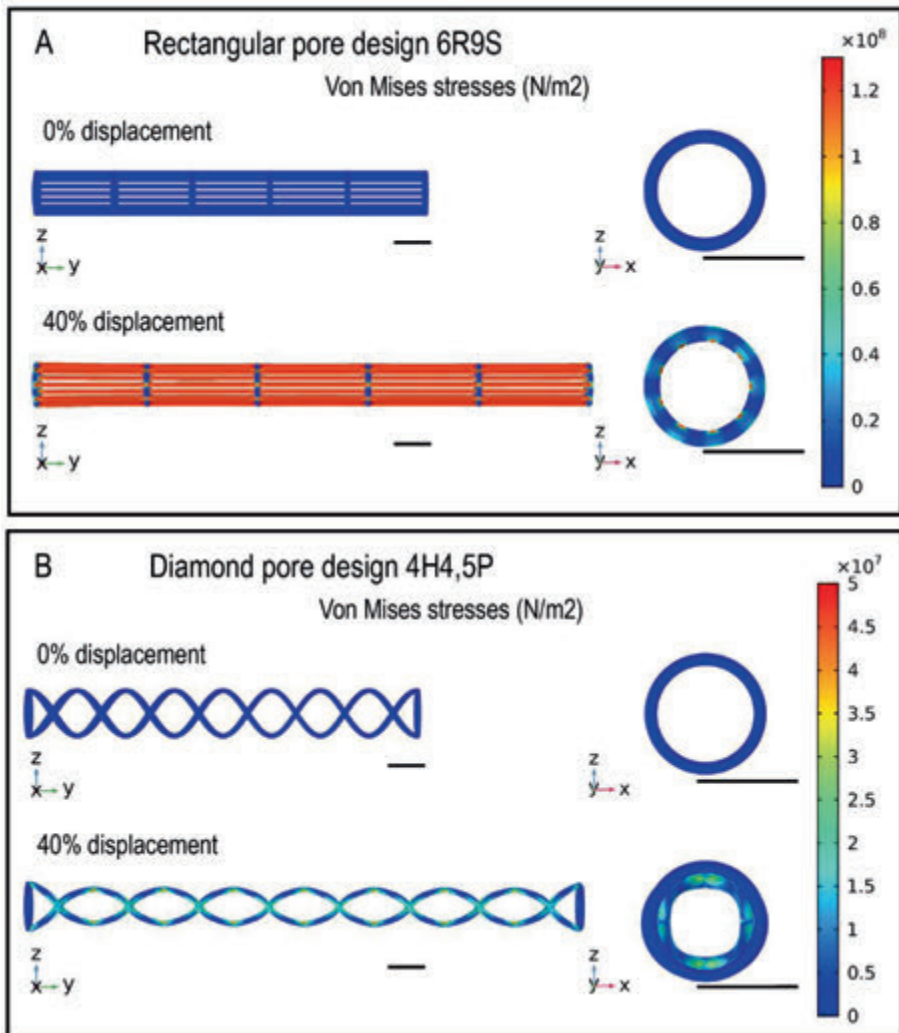 A Rectangular pore design 6R9S
Von Mises stresses (N/m2)
×10⁸
0% displacement
1.2
1
0.8
0.6
0.4
0.2
0
z
x y
z
y x
40% displacement
z
x y
z
y x
B Diamond pore design 4H4,5P
Von Mises stresses (N/m2)
×10⁷
0% displacement
5
4.5
4
3.5
3
2.5
2
1.5
1
0.5
0
z
x y
z
y x
40% displacement
z
x y
z
y x